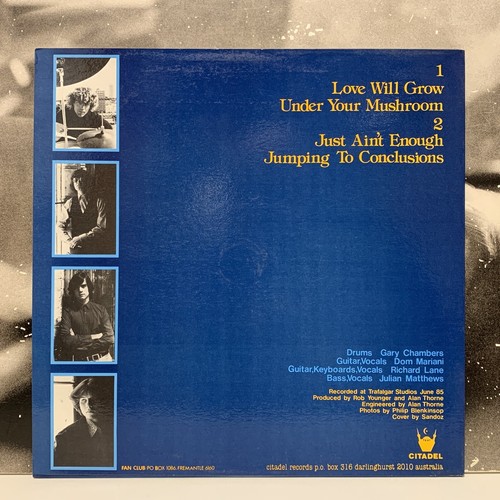 1
Love Will Grow
Under Your Mushroom
2
Just Ain't Enough
Jumping To Conclusions
Drums Gary Chambers
Guitar,Vocals Dom Mariani
Guitar,Keyboards,Vocals Richard Lane
Bass,Vocals Julian Matthews
Recorded at Trafalgar Studios June 85
Produced by Rob Younger and Alan Thorne
Engineered by Alan Thorne
Photos by Philip Blenkinsop
Cover by Sandoz
CITADEL
FAN CLUB PO BOX 1086 FREMANTLE 6160
citadel records p.o. box 316 darlinghurst 2010 australia